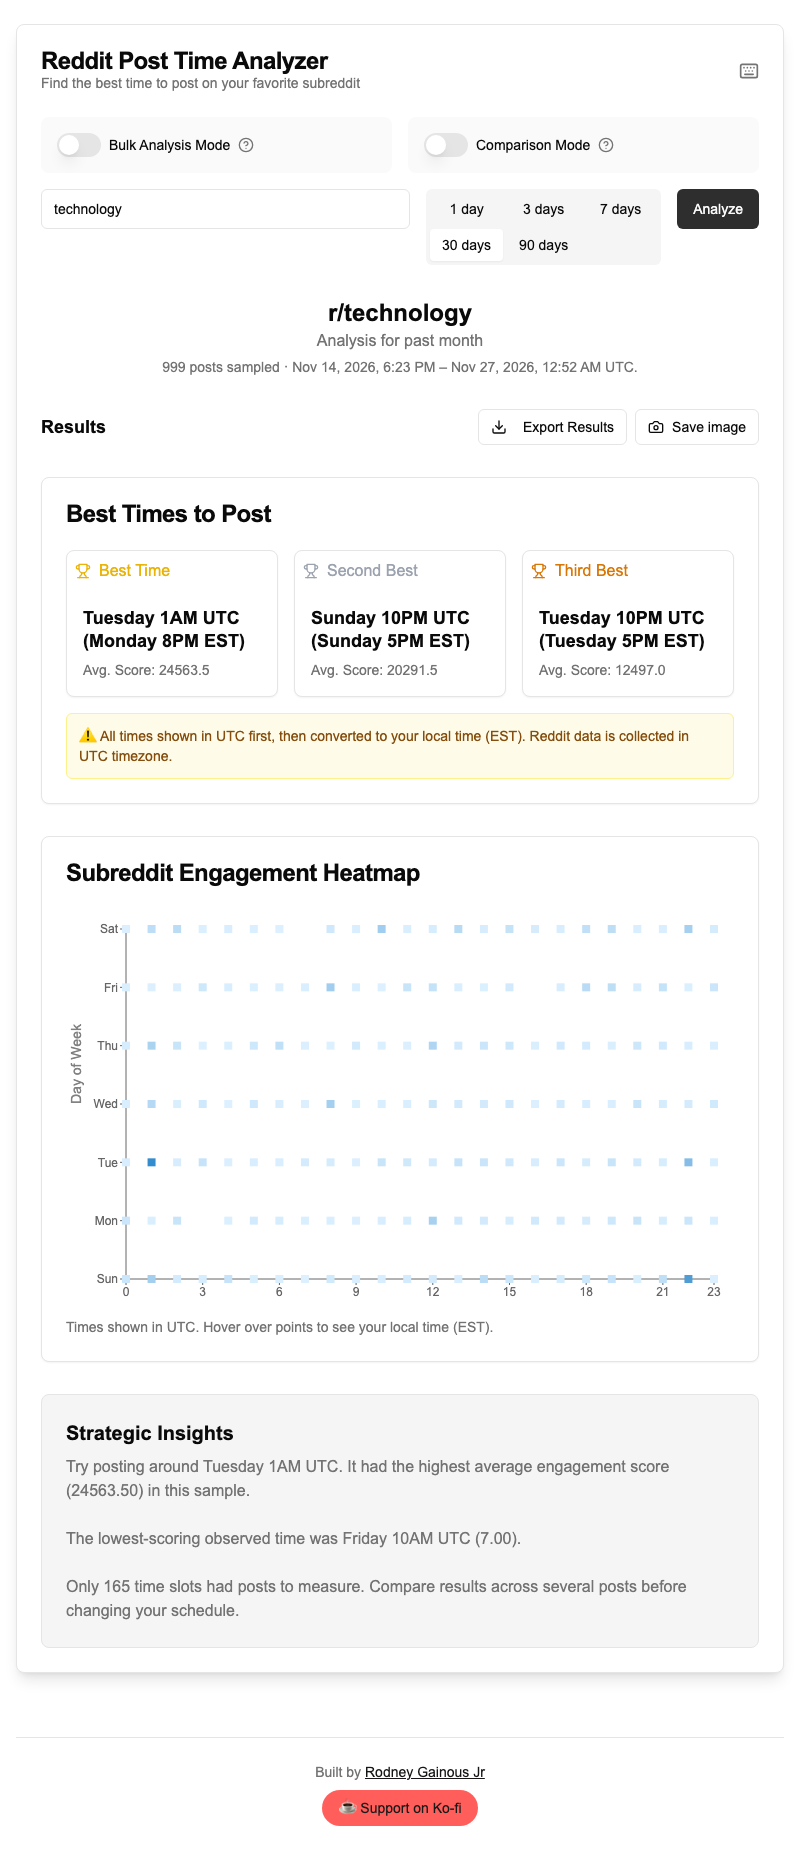 Reddit Post Time Analyzer
Find the best time to post on your favorite subreddit
Bulk Analysis Mode
Comparison Mode
technology
1 day 3 days 7 days
30 days 90 days
Analyze
r/technology
Analysis for past month
999 posts sampled · Nov 14, 2026, 6:23 PM – Nov 27, 2026, 12:52 AM UTC.
Results
Export Results
Save image
Best Times to Post
Best Time
Tuesday 1AM UTC
(Monday 8PM EST)
Avg. Score: 24563.5
Second Best
Sunday 10PM UTC
(Sunday 5PM EST)
Avg. Score: 20291.5
Third Best
Tuesday 10PM UTC
(Tuesday 5PM EST)
Avg. Score: 12497.0
⚠️ All times shown in UTC first, then converted to your local time (EST). Reddit data is collected in
UTC timezone.
Subreddit Engagement Heatmap
Day of Week
Sat
Fri
Thu
Wed
Tue
Mon
Sun
0 3 6 9 12 15 18 21 23
Times shown in UTC. Hover over points to see your local time (EST).
Strategic Insights
Try posting around Tuesday 1AM UTC. It had the highest average engagement score
(24563.50) in this sample.
The lowest-scoring observed time was Friday 10AM UTC (7.00).
Only 165 time slots had posts to measure. Compare results across several posts before
changing your schedule.
Built by Rodney Gainous Jr
☕ Support on Ko-fi